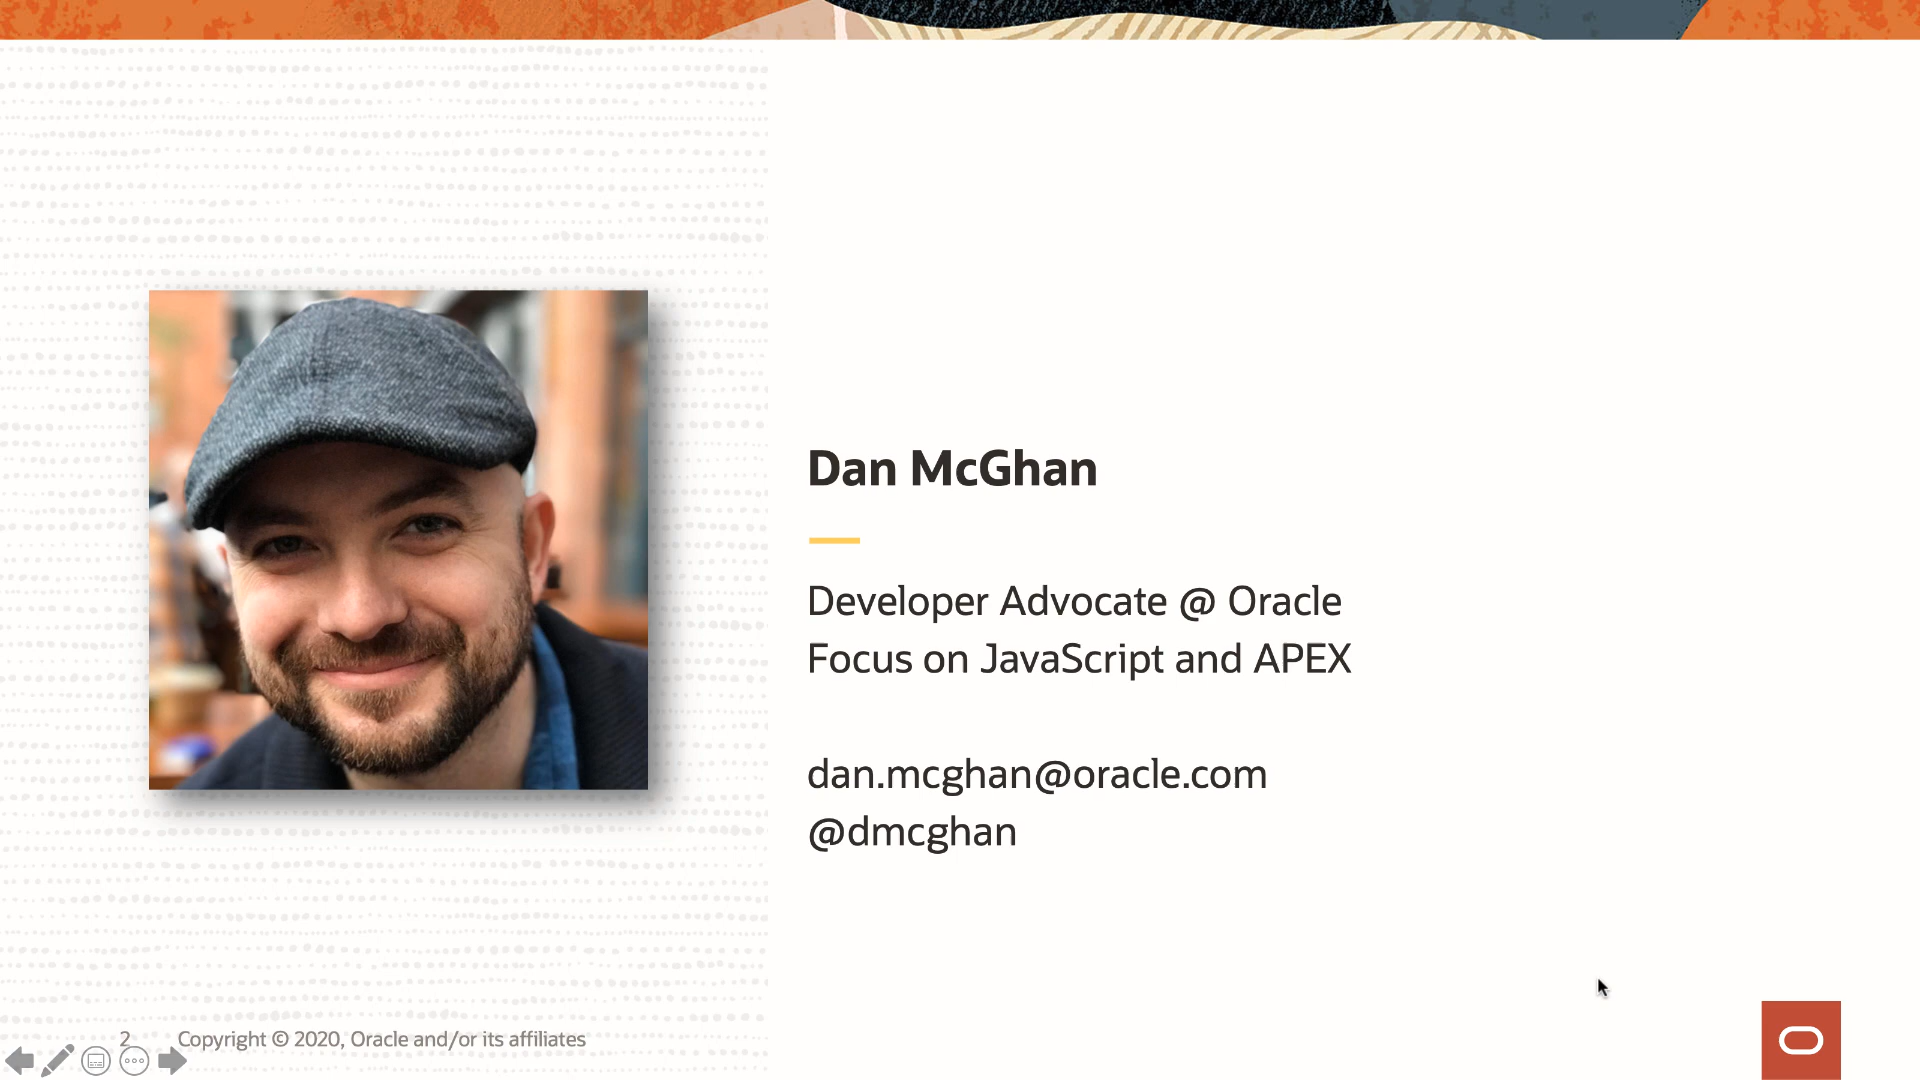 Dan McGhan
Developer Advocate @ Oracle
Focus on JavaScript and APEX
dan.mcghan@oracle.com
@dmcghan
2 Copyright © 2020, Oracle and/or its affiliates